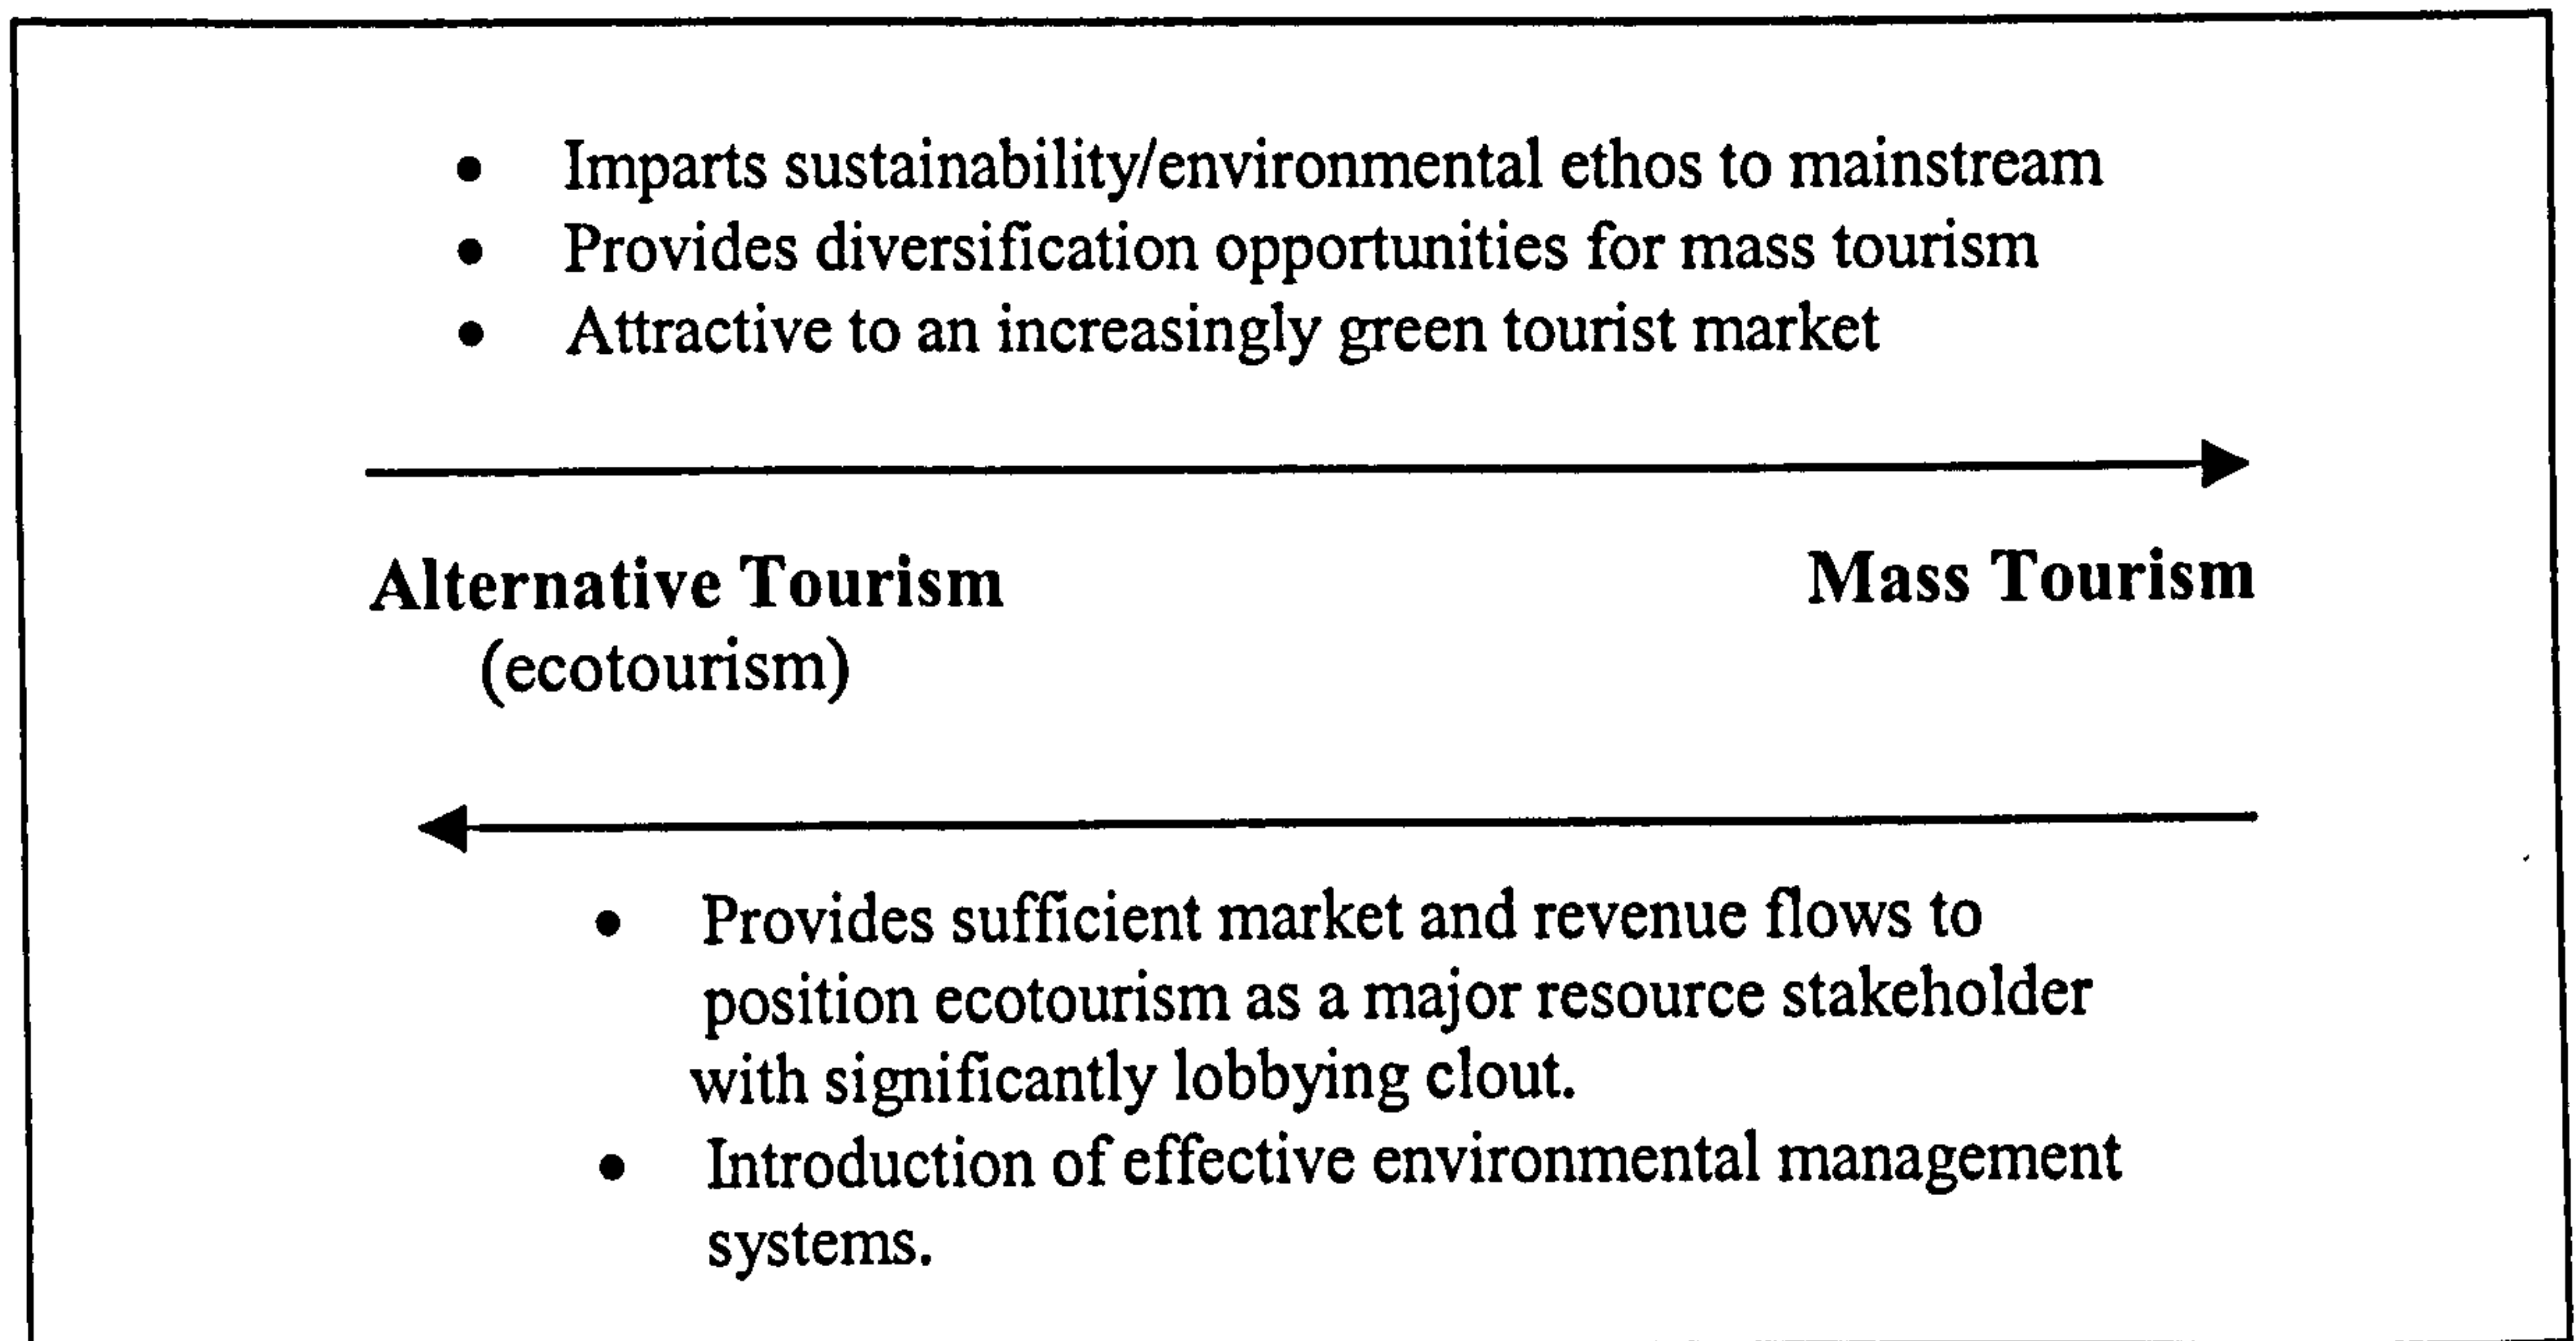 • Imparts sustainability/environmental ethos to mainstream
• Provides diversification opportunities for mass tourism
• Attractive to an increasingly green tourist market
Alternative Tourism Mass Tourism
(ecotourism)
• Provides sufficient market and revenue flows to
position ecotourism as a major resource stakeholder
with significantly lobbying clout.
• Introduction of effective environmental management
systems.